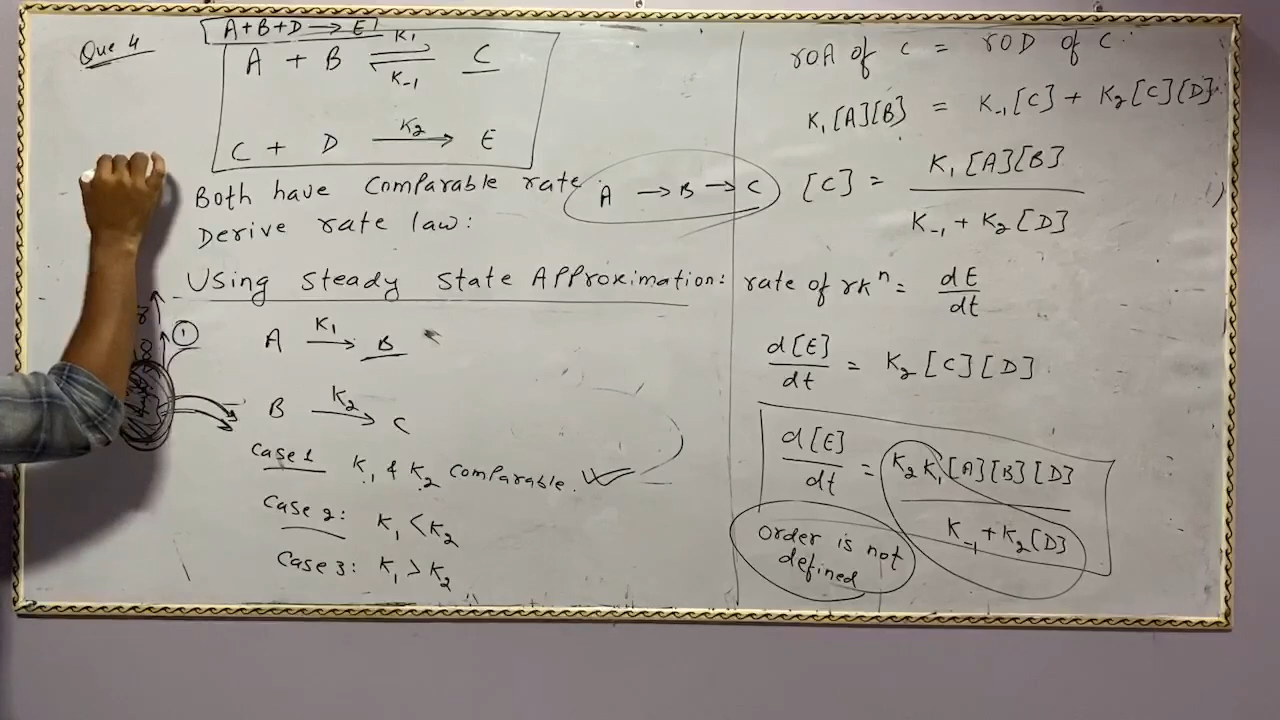 Que 4
A + B + D → E
A + B ⇌ C
K₁
K₋₁
C + D →(K₂) E
Both have comparable rate.
Derive rate law:
A → B → C
Using Steady State Approximation:
A →(K₁) B
①
B →(K₂) C
Case 1 K₁ & K₂ comparable.
Case 2: K₁ < K₂
Case 3: K₁ > K₂
rOA of C = rOD of C.
K₁[A][B] = K₋₁[C] + K₂[C][D]
[C] = K₁[A][B] / K₋₁ + K₂[D]
rate of rxⁿ = dE/dt
d[E]/dt = K₂[C][D]
d[E]/dt = K₂K₁[A][B][D] / K₋₁ + K₂[D]
Order is not
defined